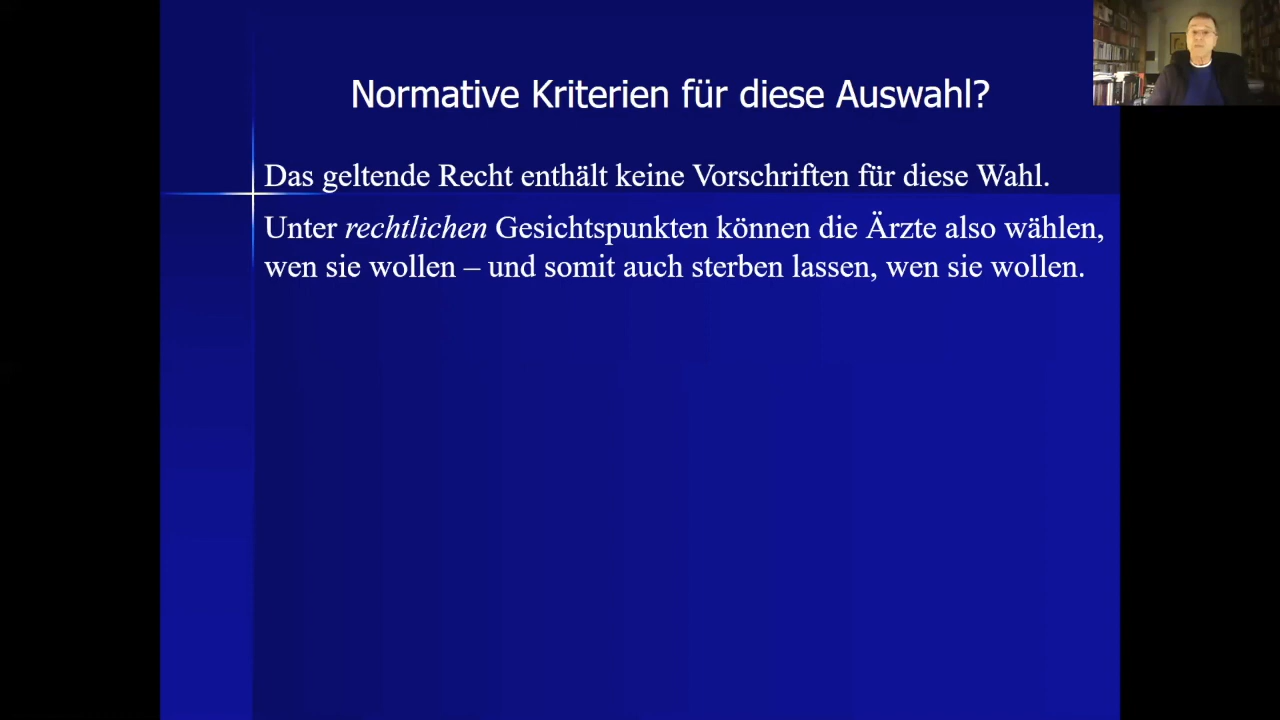 Normative Kriterien für diese Auswahl?
Das geltende Recht enthält keine Vorschriften für diese Wahl.
Unter rechtlichen Gesichtspunkten können die Ärzte also wählen,
wen sie wollen – und somit auch sterben lassen, wen sie wollen.